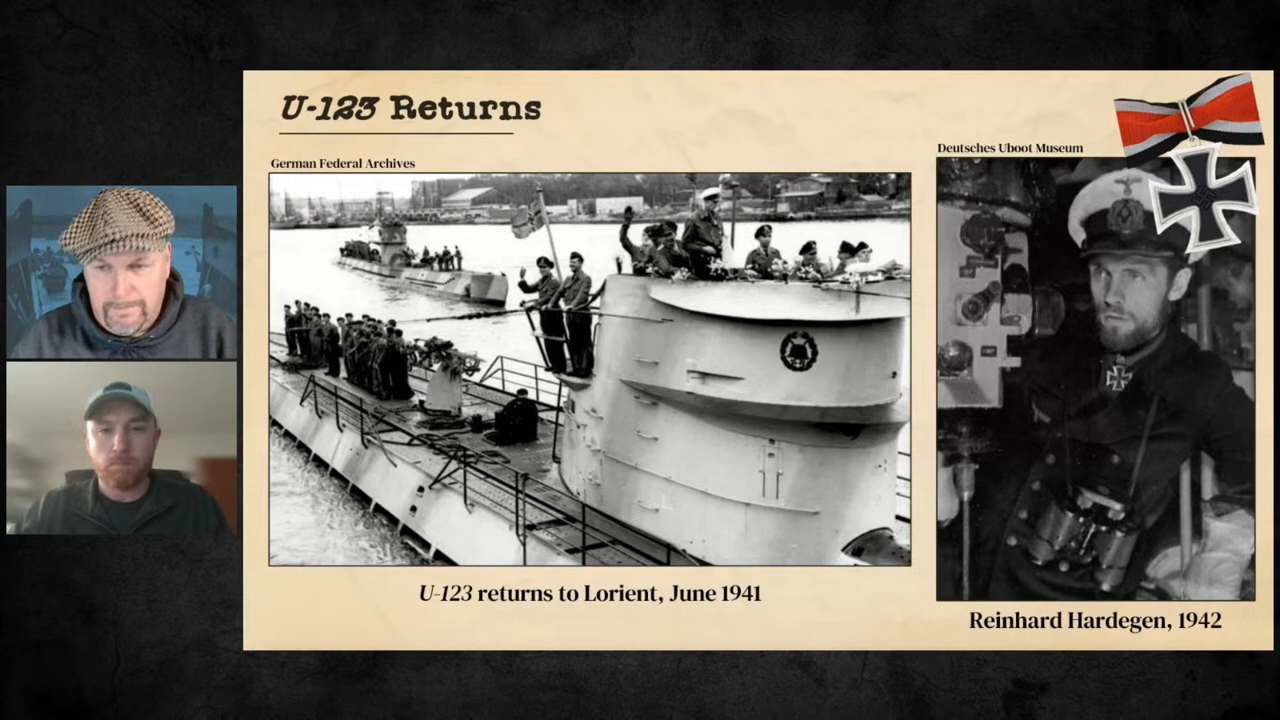 U-123 Returns
German Federal Archives
Deutsches Uboot Museum
U-123 returns to Lorient, June 1941
Reinhard Hardegen, 1942